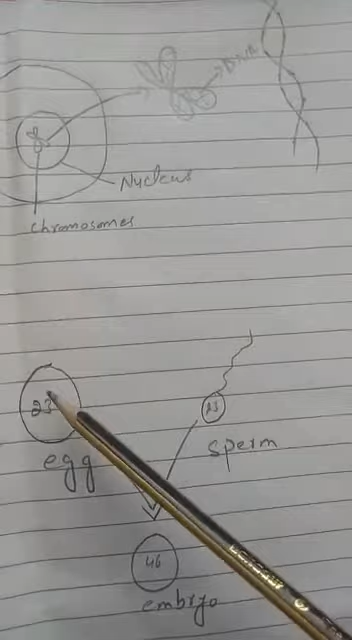 DNA
Nucleus
Chromosomes
23
23
sperm
egg
46
embryo